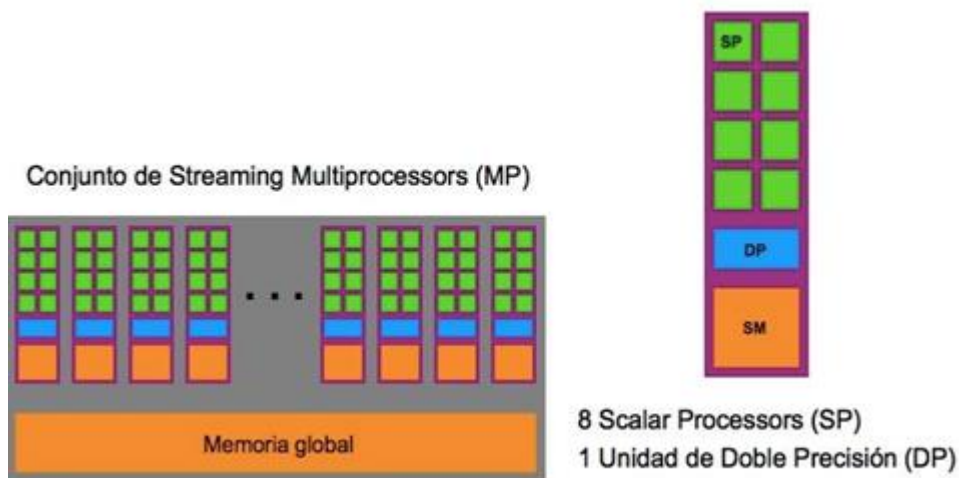 Conjunto de Streaming Multiprocessors (MP)
. . .
Memoria global
SP
DP
SM
8 Scalar Processors (SP)
1 Unidad de Doble Precisión (DP)